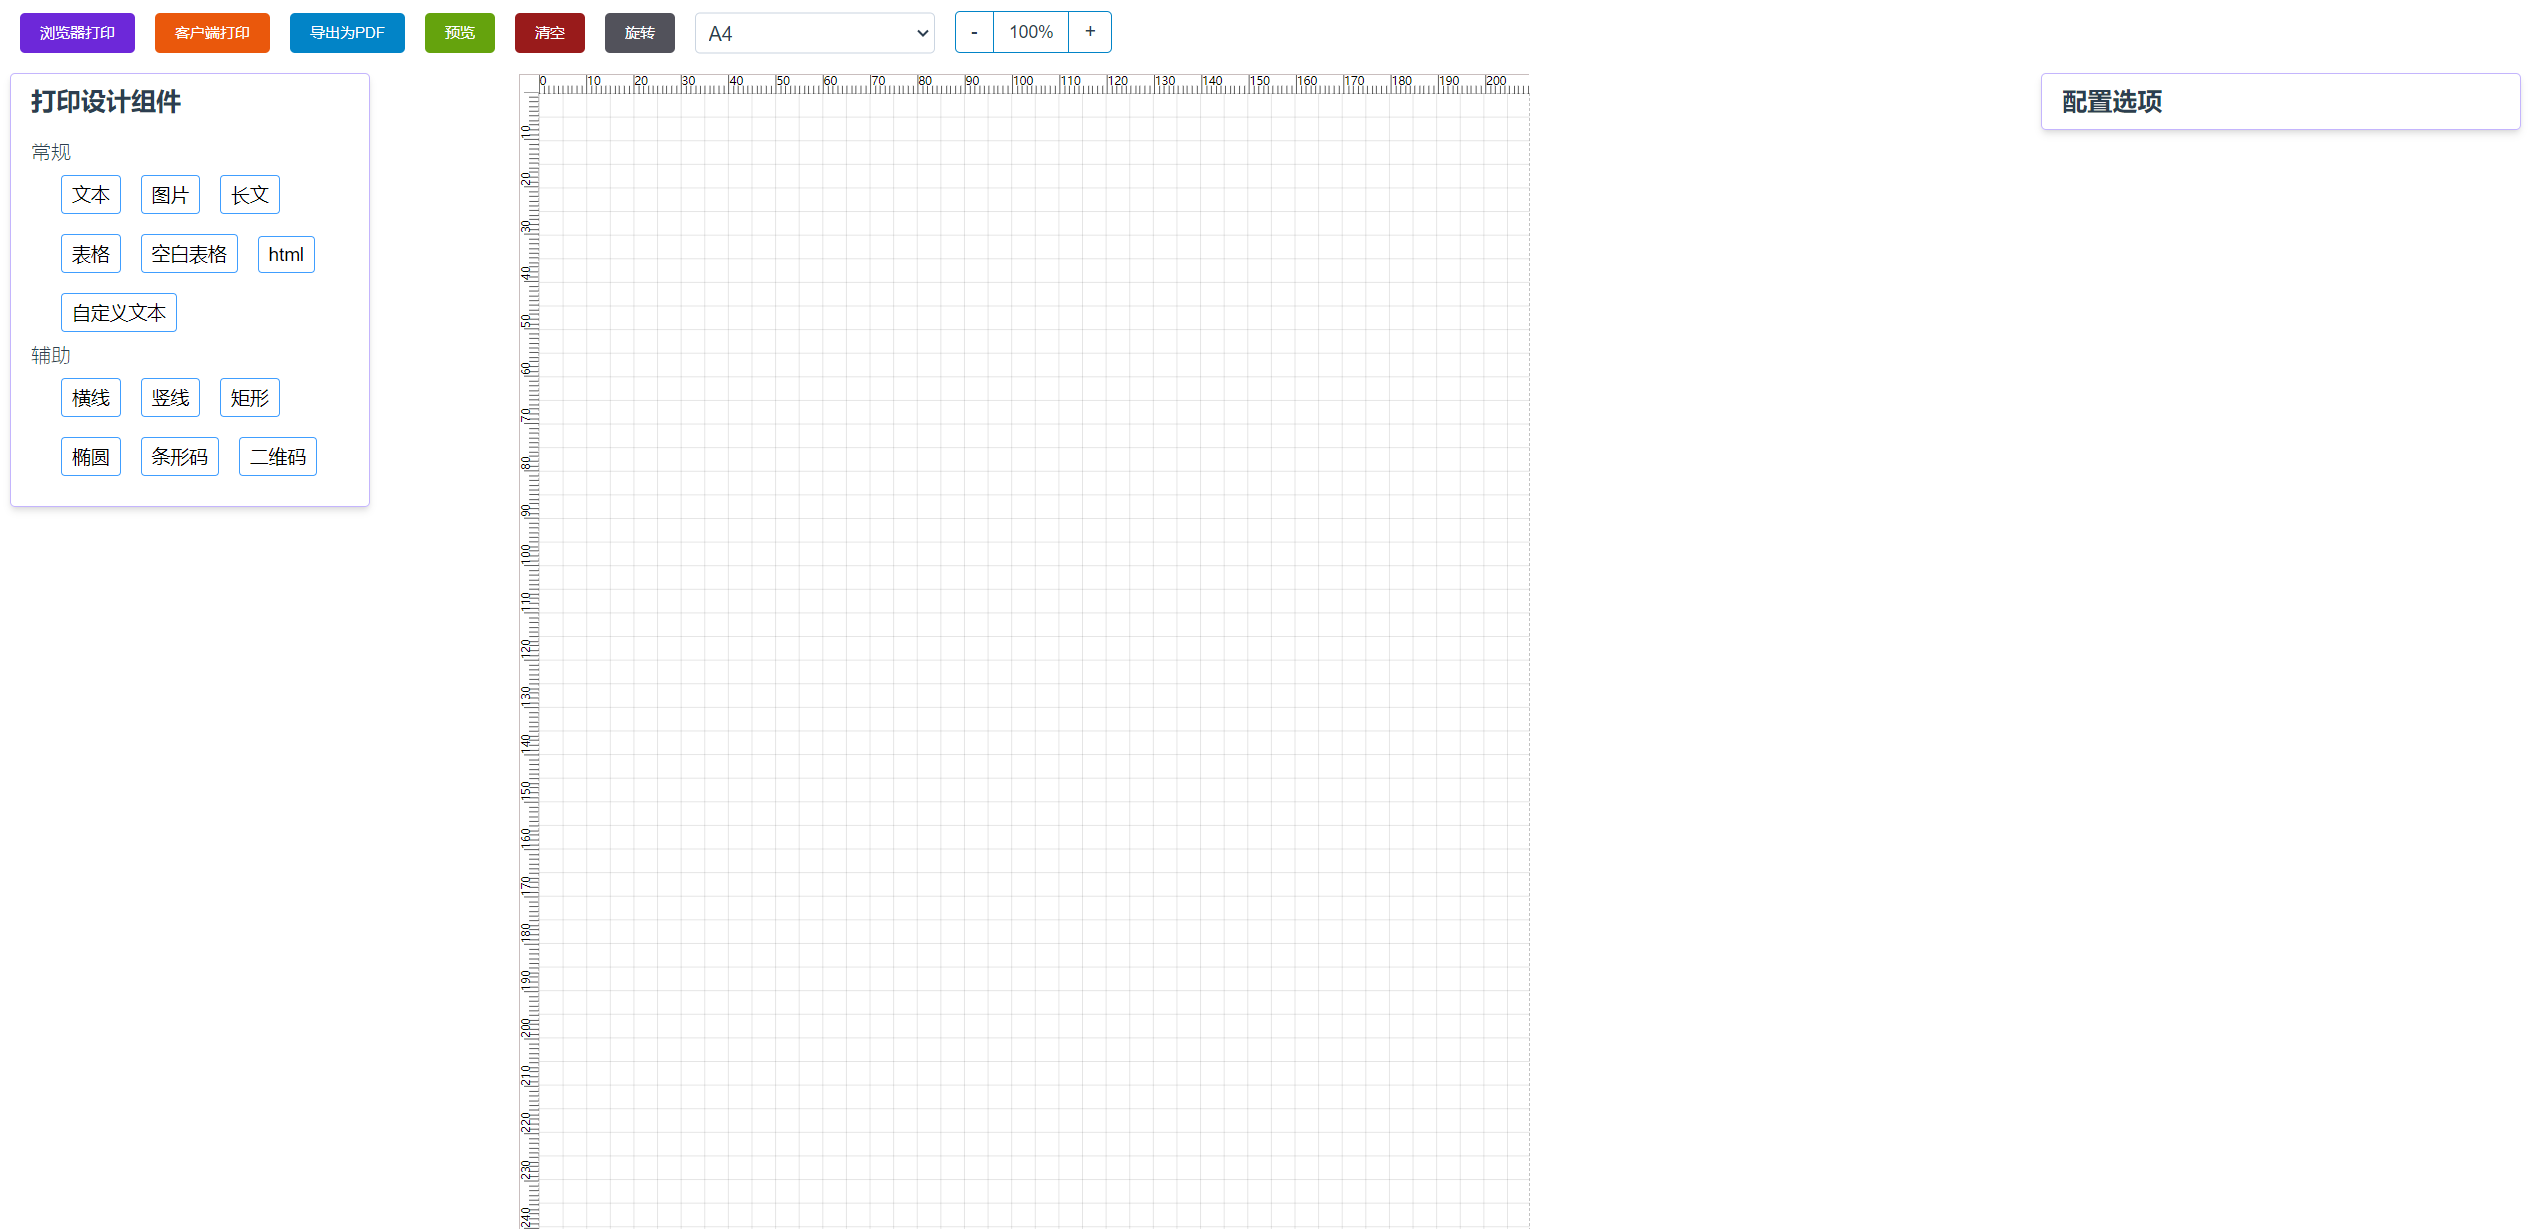 浏览器打印 客户端打印 导出为PDF 预览 清空 旋转 A4 - 100% +
打印设计组件
常规
文本 图片 长文
表格 空白表格 html
自定义文本
辅助
横线 竖线 矩形
椭圆 条形码 二维码
0 10 20 30 40 50 60 70 80 90 100 110 120 130 140 150 160 170 180 190 200
10
20
30
40
50
60
70
80
90
100
110
120
130
140
150
160
170
180
190
200
210
220
230
240
配置选项